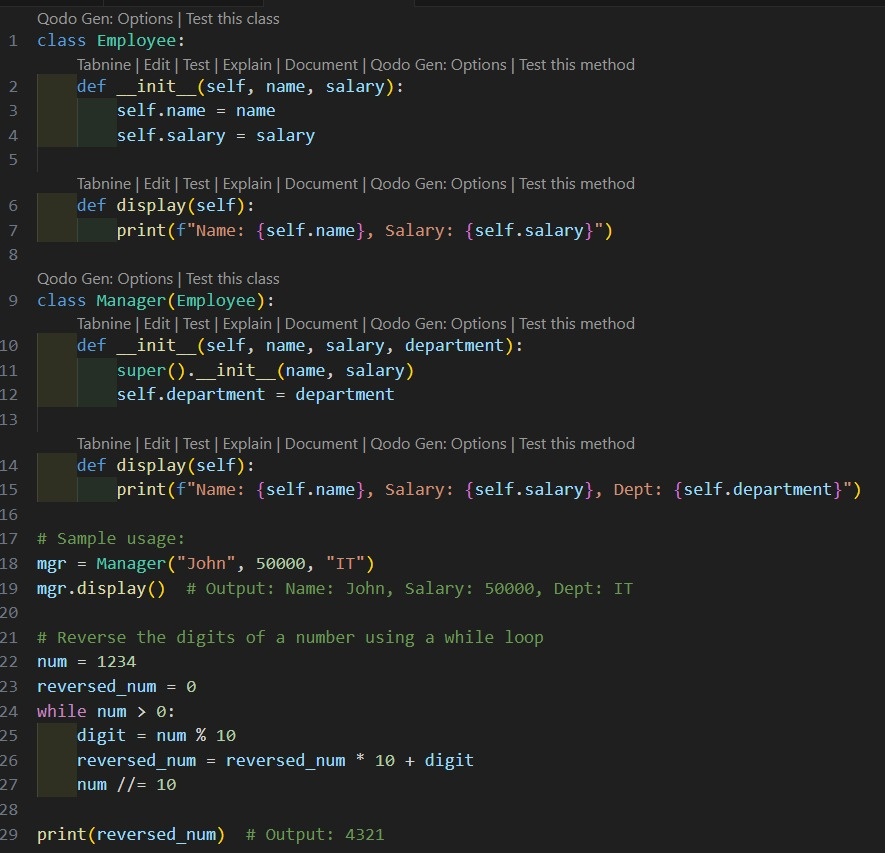 Qodo Gen: Options | Test this class
1 class Employee:
Tabnine | Edit | Test | Explain | Document | Qodo Gen: Options | Test this method
2     def __init__(self, name, salary):
3         self.name = name
4         self.salary = salary
5
Tabnine | Edit | Test | Explain | Document | Qodo Gen: Options | Test this method
6     def display(self):
7         print(f"Name: {self.name}, Salary: {self.salary}")
8
Qodo Gen: Options | Test this class
9 class Manager(Employee):
Tabnine | Edit | Test | Explain | Document | Qodo Gen: Options | Test this method
10     def __init__(self, name, salary, department):
11         super().__init__(name, salary)
12         self.department = department
13
Tabnine | Edit | Test | Explain | Document | Qodo Gen: Options | Test this method
14     def display(self):
15         print(f"Name: {self.name}, Salary: {self.salary}, Dept: {self.department}")
16
17 # Sample usage:
18 mgr = Manager("John", 50000, "IT")
19 mgr.display()  # Output: Name: John, Salary: 50000, Dept: IT
20
21 # Reverse the digits of a number using a while loop
22 num = 1234
23 reversed_num = 0
24 while num > 0:
25     digit = num % 10
26     reversed_num = reversed_num * 10 + digit
27     num //= 10
28
29 print(reversed_num)  # Output: 4321